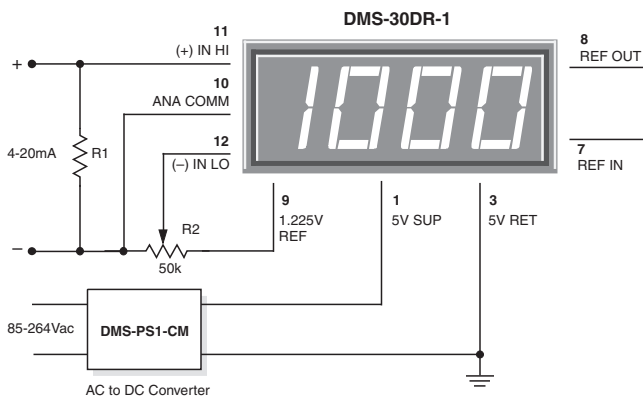 DMS-30DR-1
11
(+) IN HI
8
REF OUT
+
10
ANA COMM
1000
4-20mA
R1
12
(–) IN LO
7
REF IN
9
1.225V
REF
1
5V SUP
3
5V RET
R2
–
50k
85-264Vac
DMS-PS1-CM
AC to DC Converter